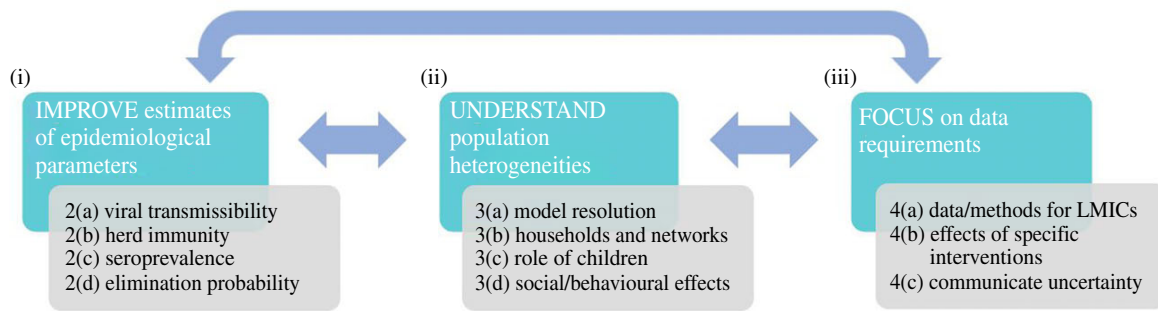 (i)
IMPROVE estimates
of epidemiological
parameters
2(a) viral transmissibility
2(b) herd immunity
2(c) seroprevalence
2(d) elimination probability
(ii)
UNDERSTAND
population
heterogeneities
3(a) model resolution
3(b) households and networks
3(c) role of children
3(d) social/behavioural effects
(iii)
FOCUS on data
requirements
4(a) data/methods for LMICs
4(b) effects of specific
interventions
4(c) communicate uncertainty